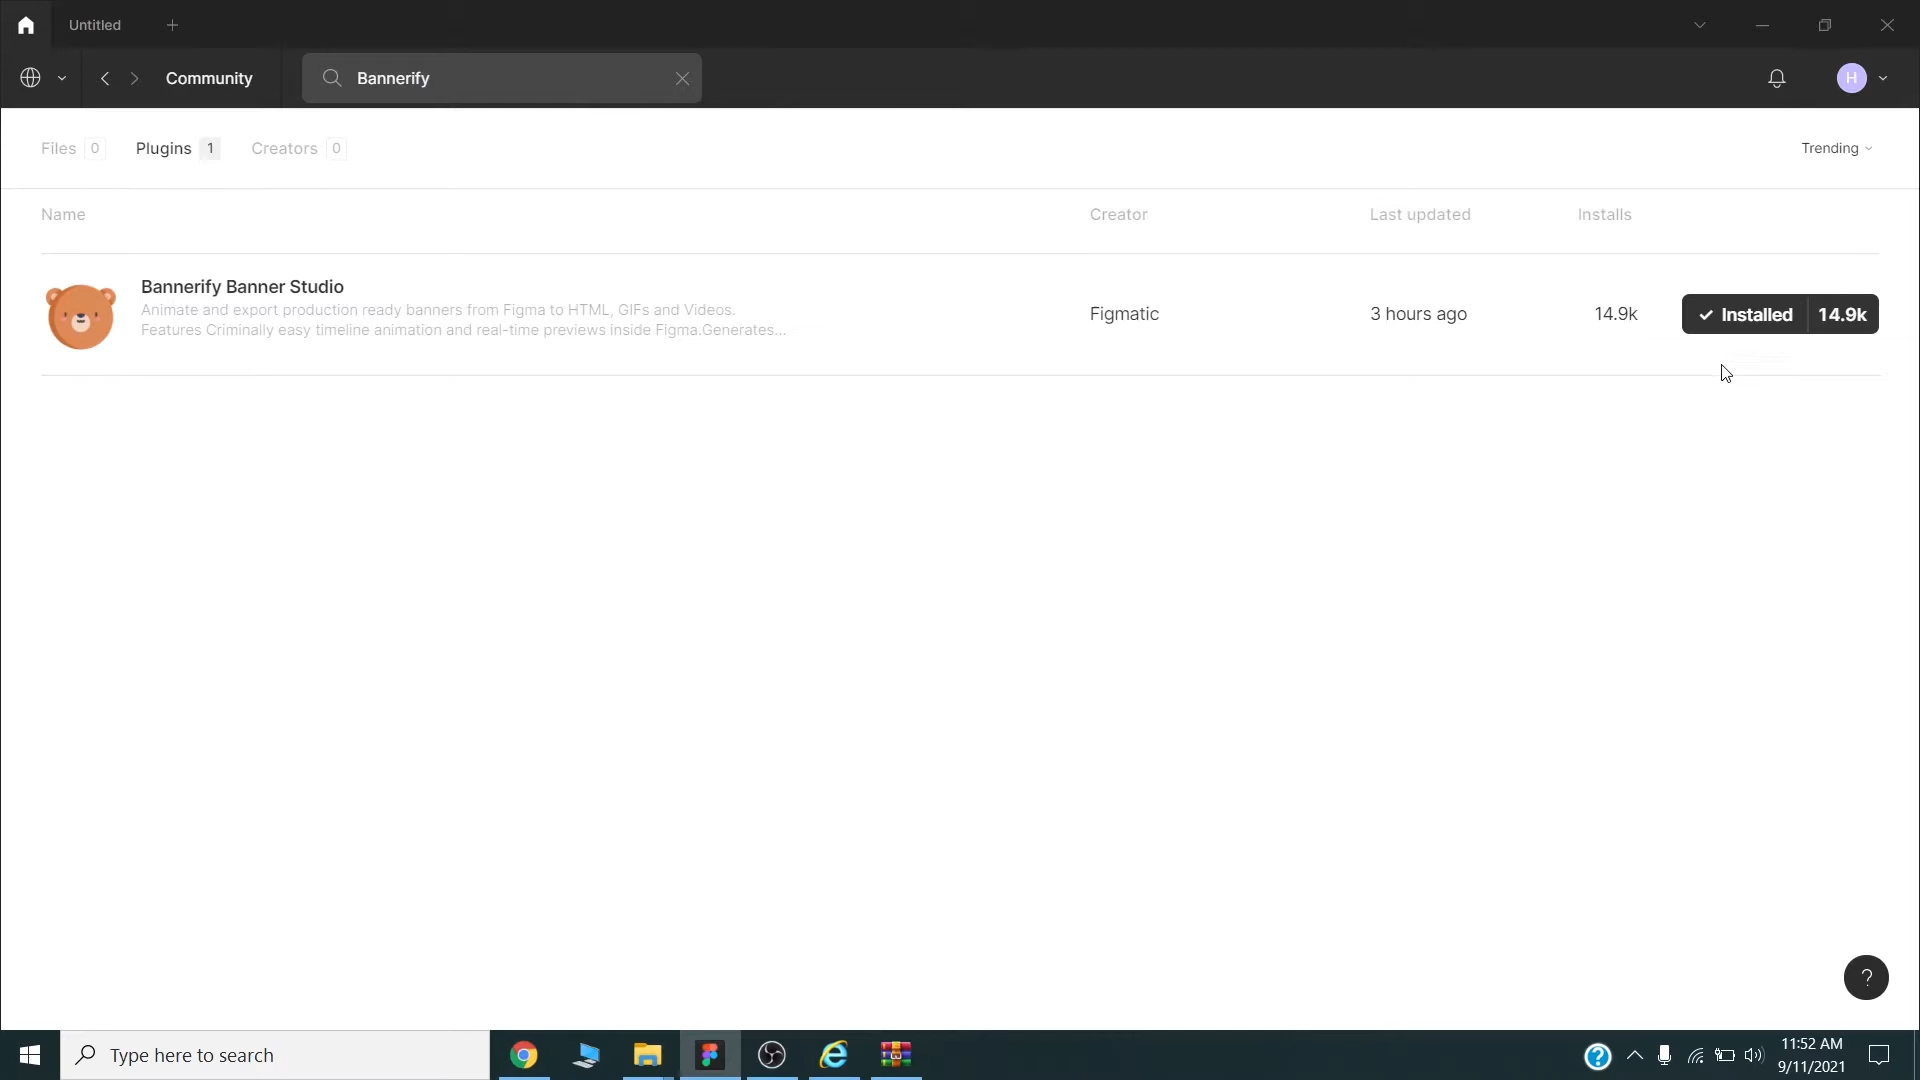 Untitled
Community
Bannerify
H
Files 0
Plugins 1
Creators 0
Trending
Name
Creator
Last updated
Installs
Bannerify Banner Studio
Animate and export production ready banners from Figma to HTML, GIFs and Videos.
Features Criminally easy timeline animation and real-time previews inside Figma.Generates...
Figmatic
3 hours ago
14.9k
Installed
14.9k
?
Type here to search
?
11:52 AM
9/11/2021